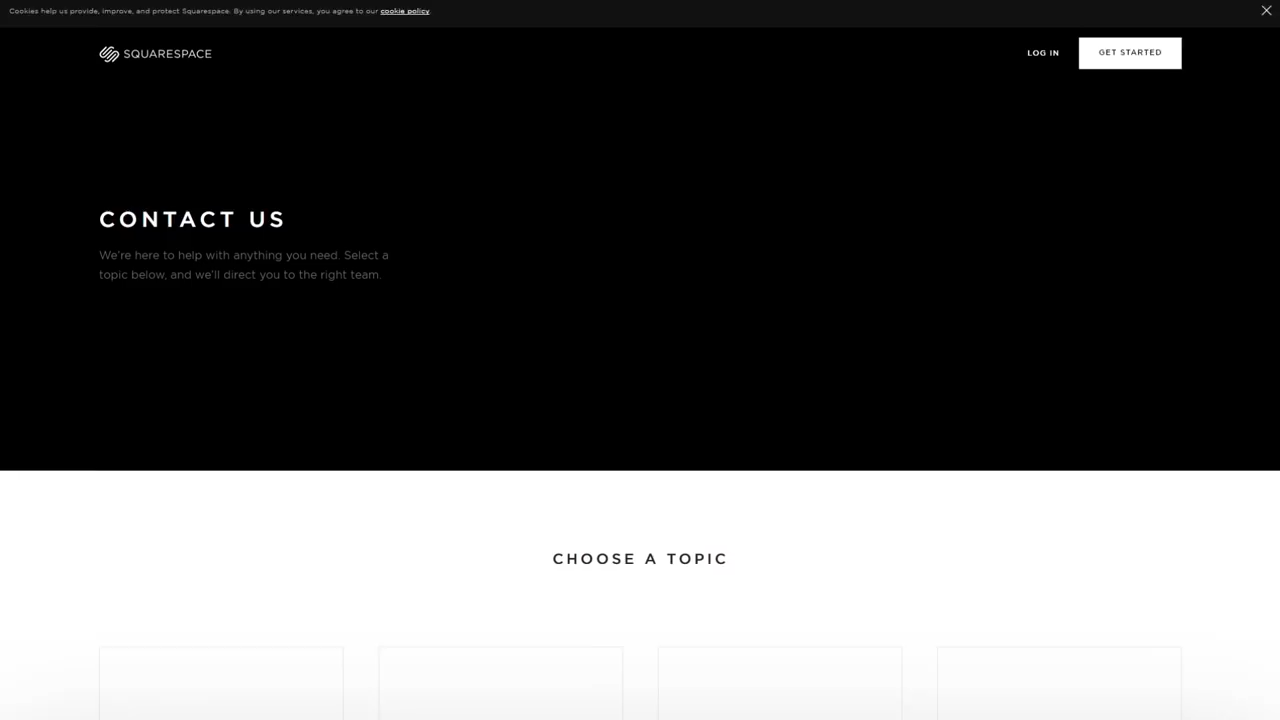 Cookies help us provide, improve, and protect Squarespace. By using our services, you agree to our cookie policy.
SQUARESPACE
LOG IN
GET STARTED
CONTACT US
We're here to help with anything you need. Select a
topic below, and we'll direct you to the right team.
CHOOSE A TOPIC